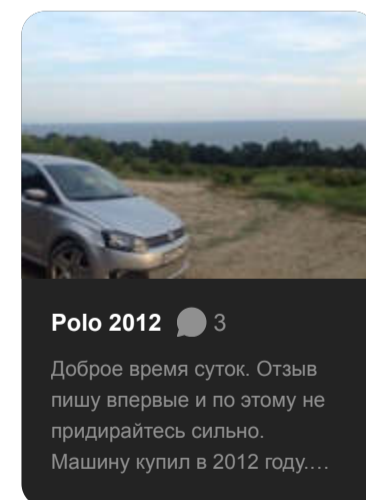 Polo 2012 3
Доброе время суток. Отзыв
пишу впервые и по этому не
придирайтесь сильно.
Машину купил в 2012 году....